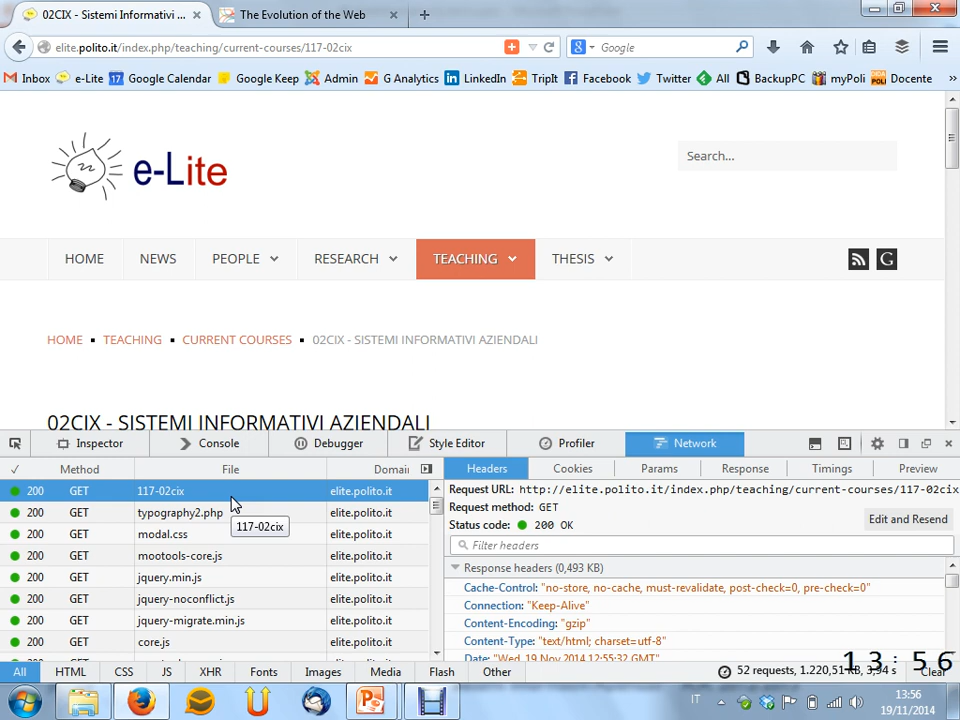 02CIX - Sistemi Informativi ...
The Evolution of the Web
elite.polito.it/index.php/teaching/current-courses/117-02cix
Google
Inbox e-Lite Google Calendar Google Keep Admin G Analytics LinkedIn TripIt Facebook Twitter All BackupPC myPoli Docente »
e-Lite
Search...
HOME NEWS PEOPLE RESEARCH TEACHING THESIS
HOME ▪ TEACHING ▪ CURRENT COURSES ▪ 02CIX - SISTEMI INFORMATIVI AZIENDALI
02CIX - SISTEMI INFORMATIVI AZIENDALI
Inspector Console Debugger Style Editor Profiler Network
✓ Method File Domai
200 GET 117-02cix elite.polito.it
200 GET typography2.php elite.polito.it
117-02cix
200 GET modal.css elite.polito.it
200 GET mootools-core.js elite.polito.it
200 GET jquery.min.js elite.polito.it
200 GET jquery-noconflict.js elite.polito.it
200 GET jquery-migrate.min.js elite.polito.it
200 GET core.js elite.polito.it
Headers Cookies Params Response Timings Preview
Request URL: http://elite.polito.it/index.php/teaching/current-courses/117-02cix
Request method: GET
Status code: 200 OK
Edit and Resend
Filter headers
Response headers (0,493 KB)
Cache-Control: "no-store, no-cache, must-revalidate, post-check=0, pre-check=0"
Connection: "Keep-Alive"
Content-Encoding: "gzip"
Content-Type: "text/html; charset=utf-8"
Date: "Wed, 19 Nov 2014 12:55:32 GMT"
All HTML CSS JS XHR Fonts Images Media Flash Other
52 requests, 1.220,51 KB, 3,94 s
Clear
13:56
IT
13:56
19/11/2014